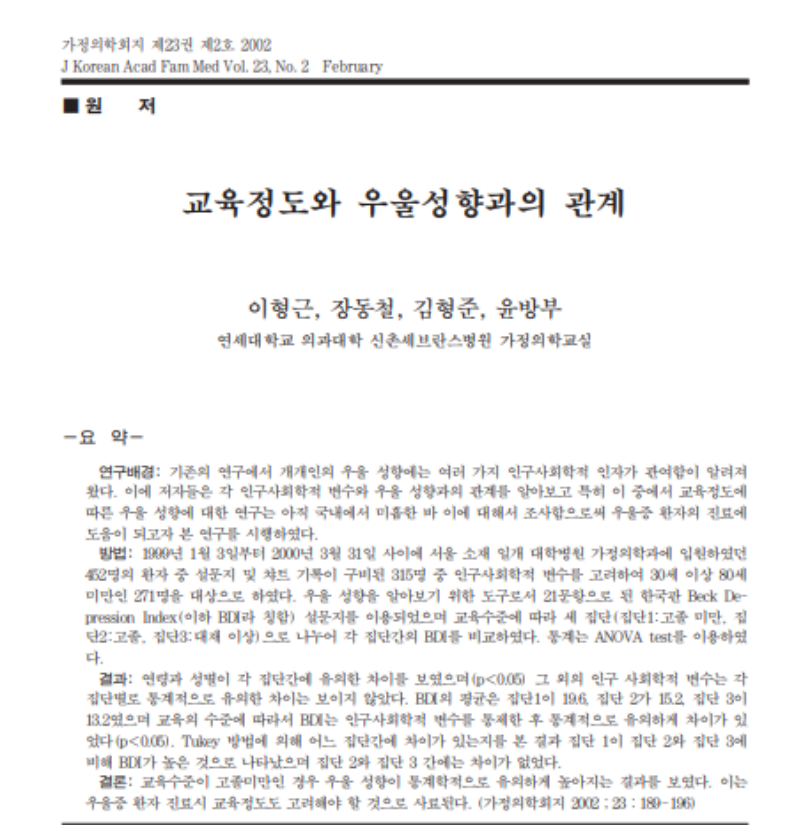 가정의학회지 제23권 제2호 2002
J Korean Acad Fam Med Vol. 23, No. 2 February
■ 원 저
교육정도와 우울성향과의 관계
이형근, 장동철, 김형준, 윤방부
연세대학교 의과대학 신촌세브란스병원 가정의학교실
−요 약−
연구배경: 기존의 연구에서 개개인의 우울 성향에는 여러 가지 인구사회학적 인자가 관여함이 알려져
왔다. 이에 저자들은 각 인구사회학적 변수와 우울 성향과의 관계를 알아보고 특히 이 중에서 교육정도에
따른 우울 성향에 대한 연구는 아직 국내에서 미흡한 바 이에 대해서 조사함으로써 우울증 환자의 진료에
도움이 되고자 본 연구를 시행하였다.
방법: 1999년 1월 3일부터 2000년 3월 31일 사이에 서울 소재 일개 대학병원 가정의학과에 입원하였던
452명의 환자 중 설문지 및 챠트 기록이 구비된 315명 중 인구사회학적 변수를 고려하여 30세 이상 80세
미만인 271명을 대상으로 하였다. 우울 성향을 알아보기 위한 도구로서 21문항으로 된 한국판 Beck De-
pression Index(이하 BDI라 칭함) 설문지를 이용되었으며 교육수준에 따라 세 집단(집단1:고졸 미만, 집
단2:고졸, 집단3:대재 이상)으로 나누어 각 집단간의 BDI를 비교하였다. 통계는 ANOVA test를 이용하였
다.
결과: 연령과 성별이 각 집단간에 유의한 차이를 보였으며(p<0.05) 그 외의 인구 사회학적 변수는 각
집단별로 통계적으로 유의한 차이는 보이지 않았다. BDI의 평균은 집단1이 19.6, 집단 2가 15.2, 집단 3이
13.2였으며 교육의 수준에 따라서 BDI는 인구사회학적 변수를 통제한 후 통계적으로 유의하게 차이가 있
었다(p<0.05). Tukey 방법에 의해 어느 집단간에 차이가 있는지를 본 결과 집단 1이 집단 2와 집단 3에
비해 BDI가 높은 것으로 나타났으며 집단 2와 집단 3 간에는 차이가 없었다.
결론: 교육수준이 고졸미만인 경우 우울 성향이 통계학적으로 유의하게 높아지는 결과를 보였다. 이는
우울증 환자 진료시 교육정도도 고려해야 할 것으로 사료된다. (가정의학회지 2002 ; 23 : 189−196)